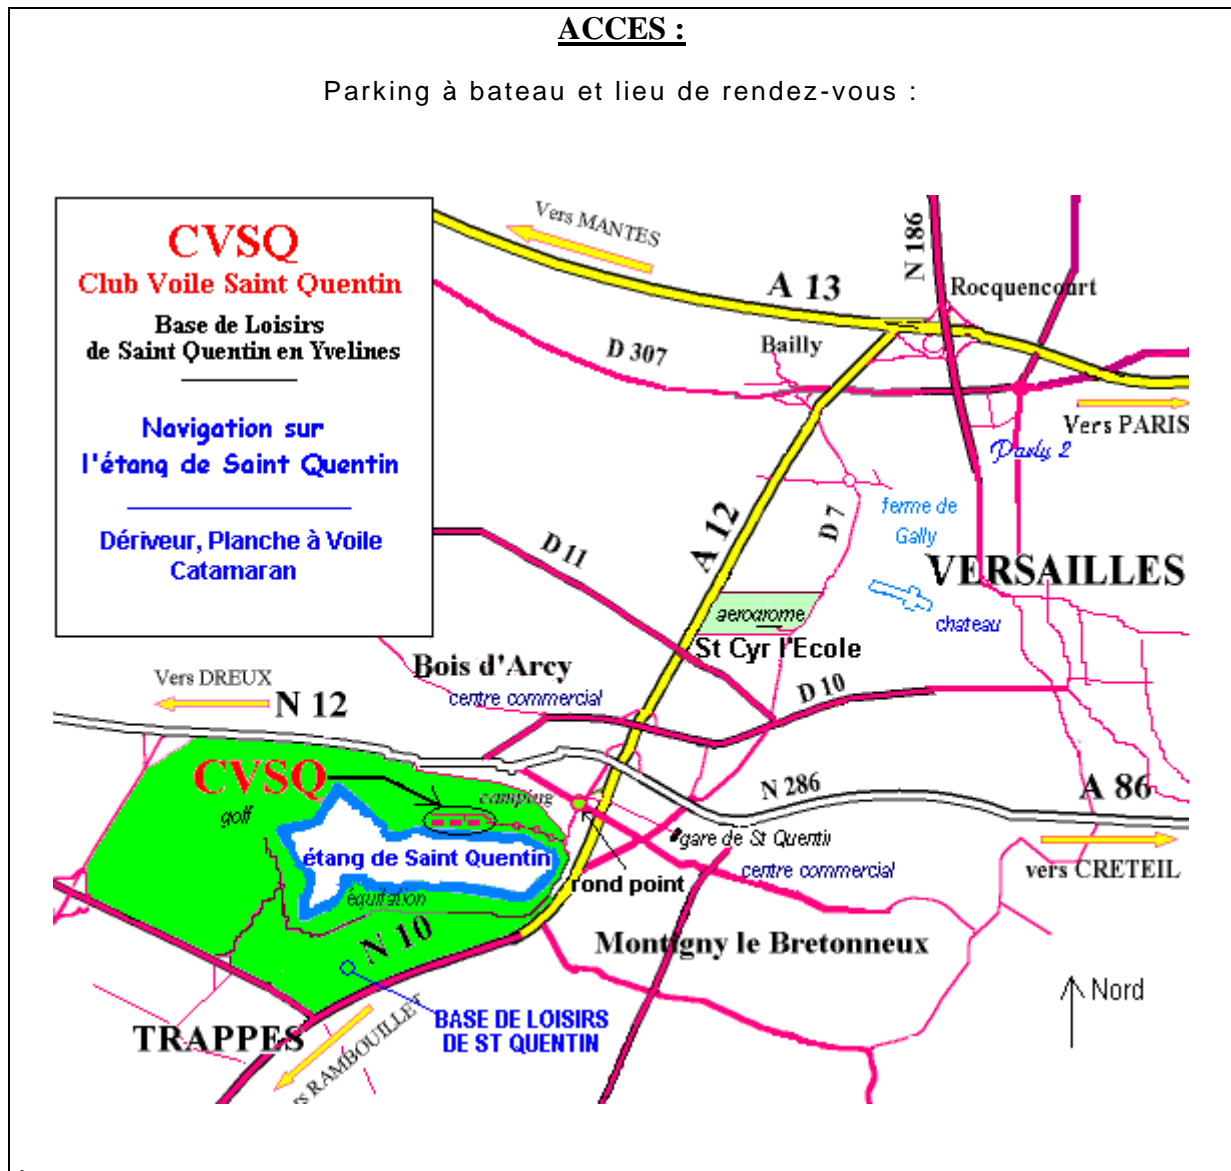 ACCES :
Parking à bateau et lieu de rendez-vous :
CVSQ
Club Voile Saint Quentin
Base de Loisirs
de Saint Quentin en Yvelines
Navigation sur
l'étang de Saint Quentin
Dériveur, Planche à Voile
Catamaran
Vers MANTES
A 13
N 186
Rocquencourt
Bailly
D 307
Vers PARIS
Parly 2
A 12
D 7
ferme de
Gally
D 11
VERSAILLES
aerodrome
chateau
St Cyr l'Ecole
Bois d'Arcy
centre commercial
D 10
Vers DREUX
N 12
CVSQ
camping
golf
N 286
A 86
gare de St Quentin
étang de Saint Quentin
centre commercial
vers CRETEIL
rond point
équitation
N 10
Montigny le Bretonneux
Nord
BASE DE LOISIRS
DE ST QUENTIN
TRAPPES
rs RAMBOUILLET